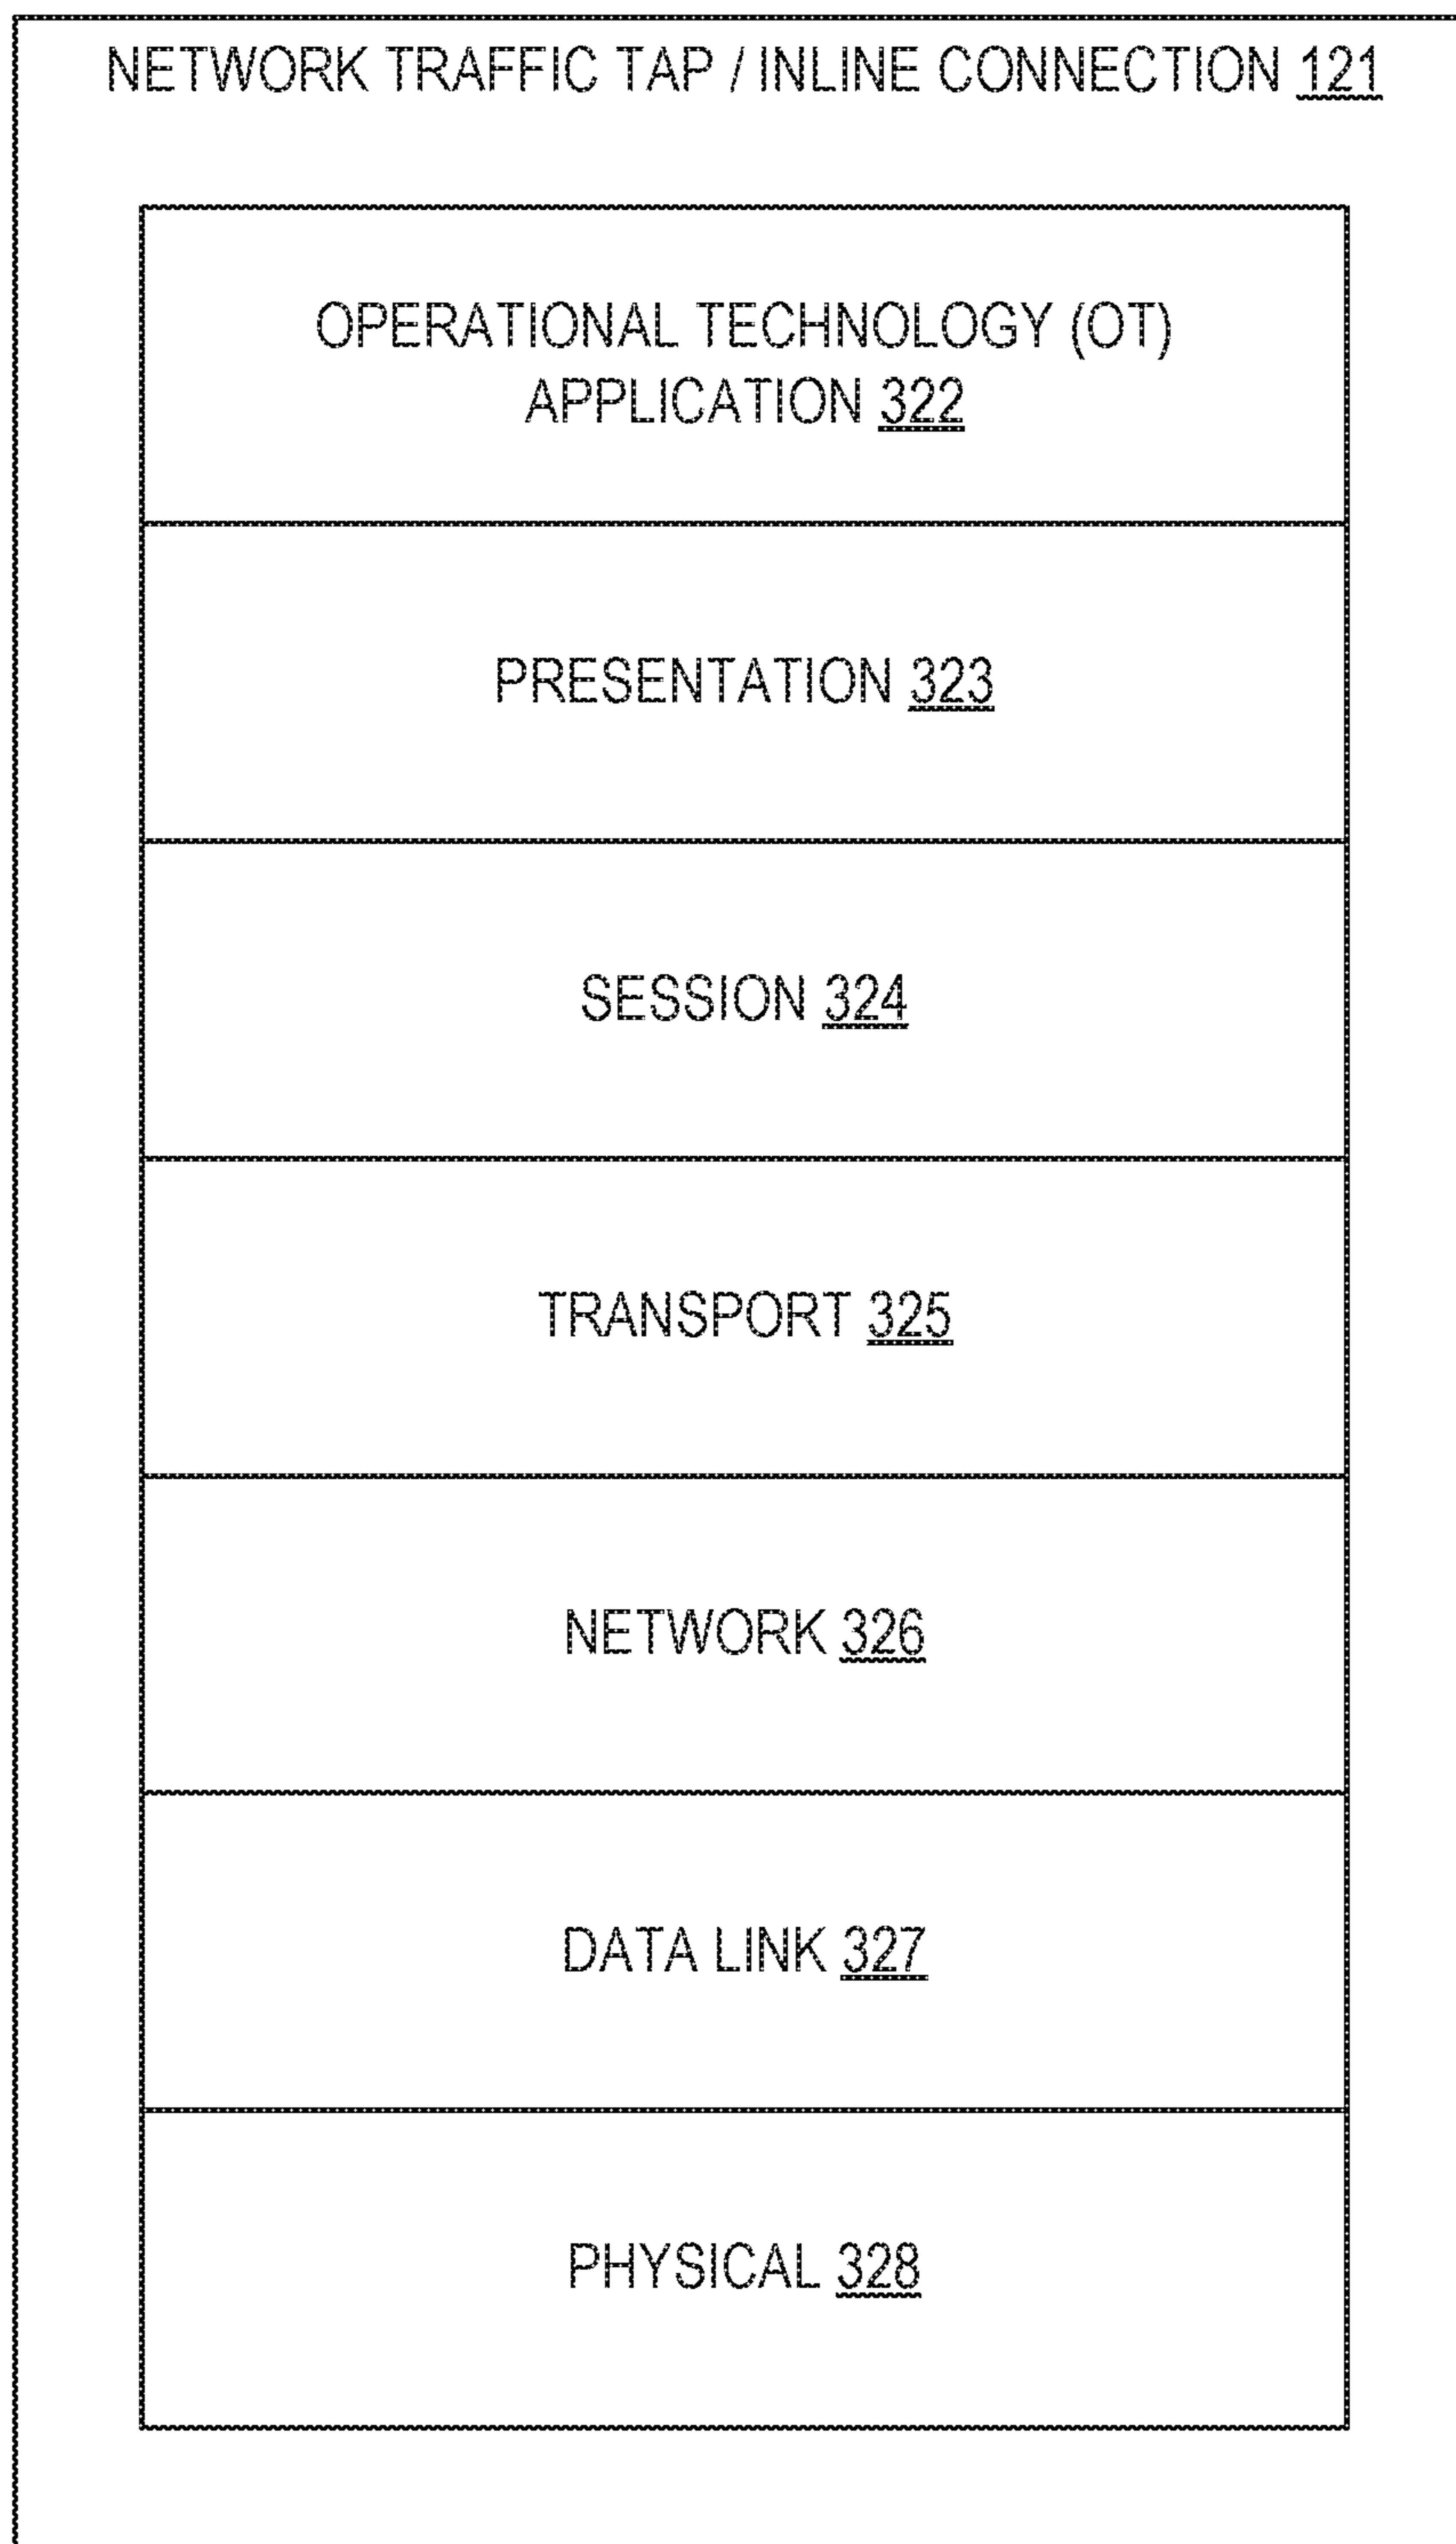 NETWORK TRAFFIC TAP / INLINE CONNECTION 121
OPERATIONAL TECHNOLOGY (OT)
APPLICATION 322
PRESENTATION 323
SESSION 324
TRANSPORT 325
NETWORK 326
DATA LINK 327
PHYSICAL 328